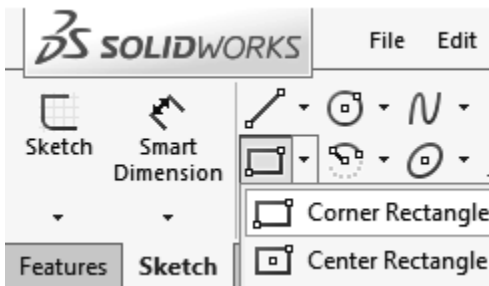 SOLIDWORKS
File Edit
Sketch
Smart
Dimension
Corner Rectangle
Center Rectangle
Features Sketch